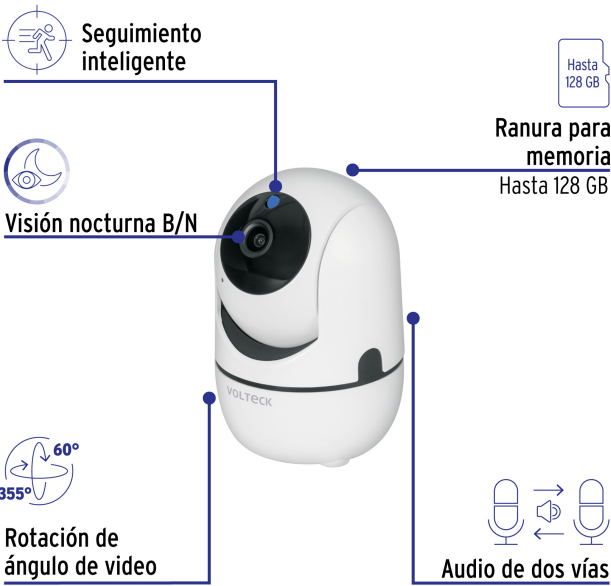 Seguimiento
inteligente
Hasta
128 GB
Ranura para
memoria
Hasta 128 GB
Visión nocturna B/N
VOLTECK
60°
355°
Rotación de
ángulo de video
Audio de dos vías